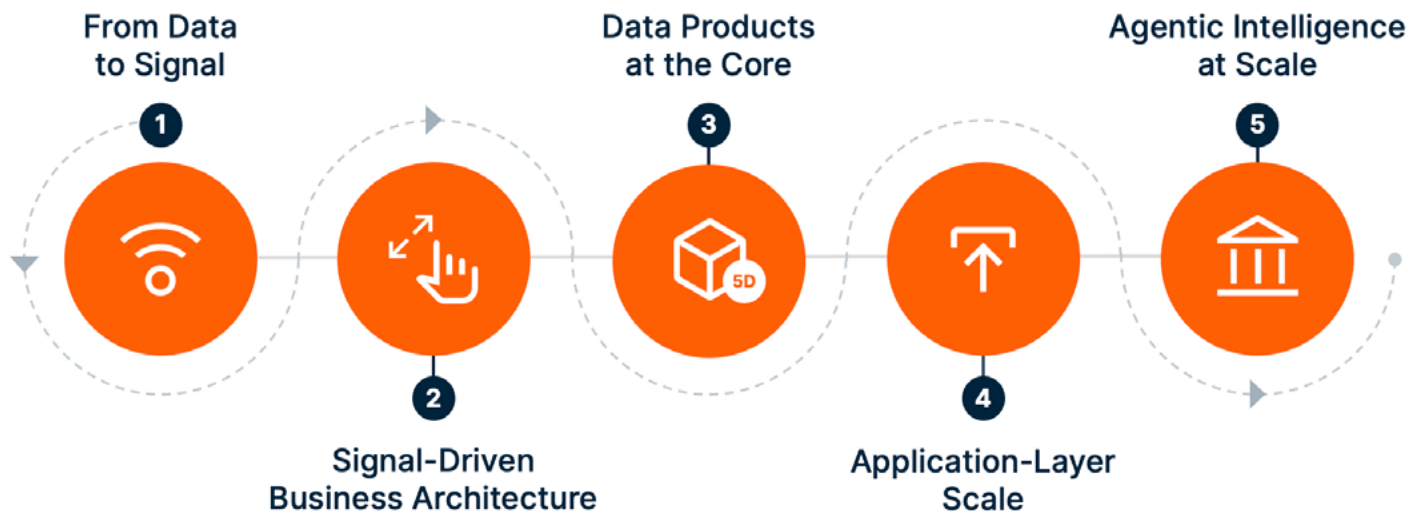 From Data
to Signal
1
2
Signal-Driven
Business Architecture
Data Products
at the Core
3
5D
4
Application-Layer
Scale
Agentic Intelligence
at Scale
5